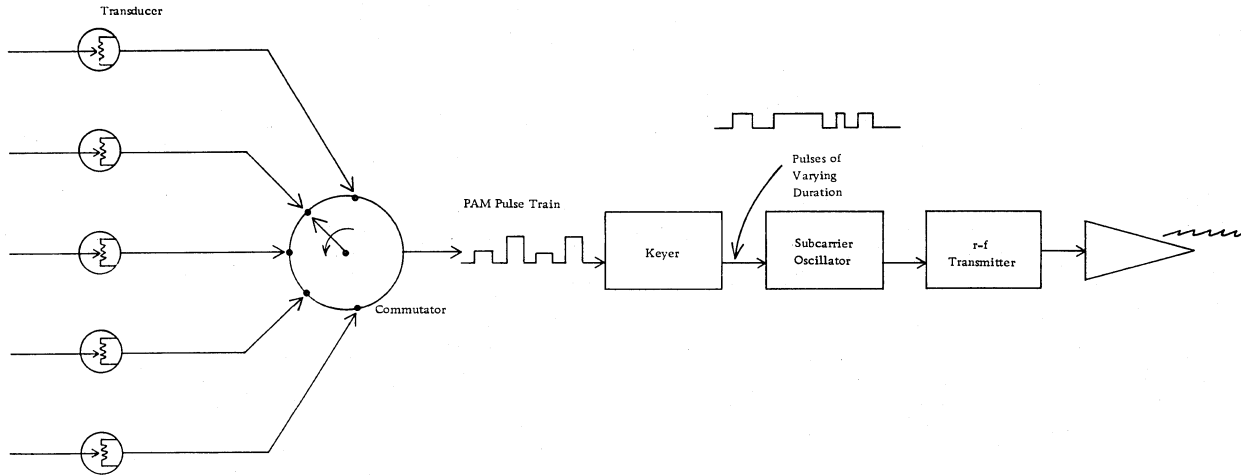 Transducer
Pulses of
Varying
Duration
PAM Pulse Train
Keyer
Subcarrier
Oscillator
r-f
Transmitter
Commutator